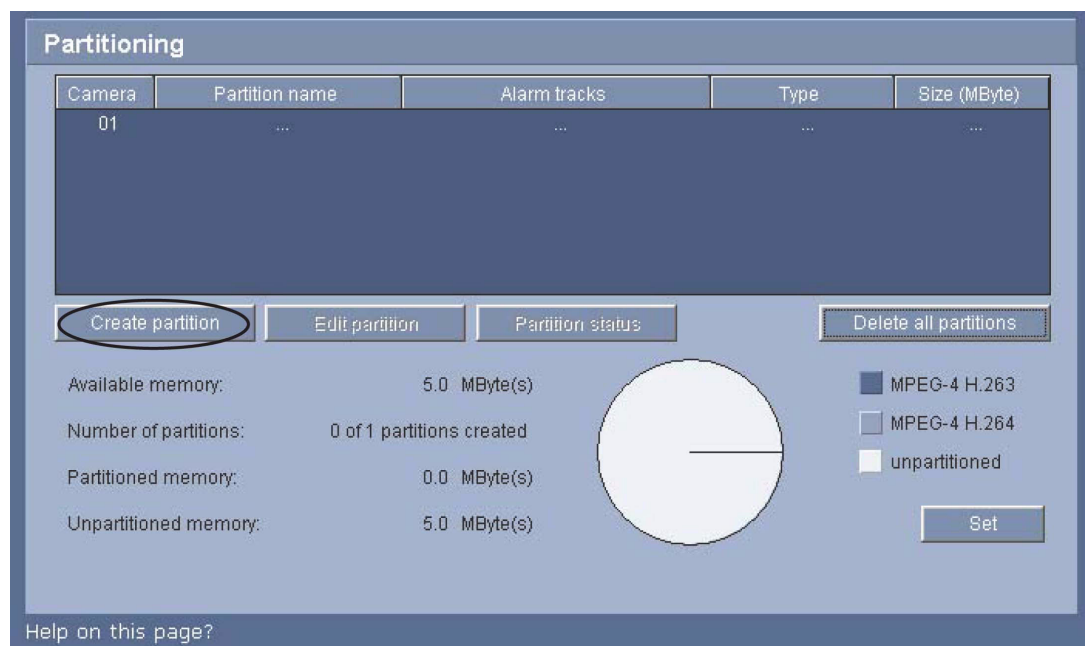 Partitioning
Camera Partition name Alarm tracks Type Size (MByte)
01 ... ... ... ...
Create partition Edit partition Partition status Delete all partitions
Available memory: 5.0 MByte(s)
Number of partitions: 0 of 1 partitions created
Partitioned memory: 0.0 MByte(s)
Unpartitioned memory: 5.0 MByte(s)
MPEG-4 H.263
MPEG-4 H.264
unpartitioned
Set
Help on this page?